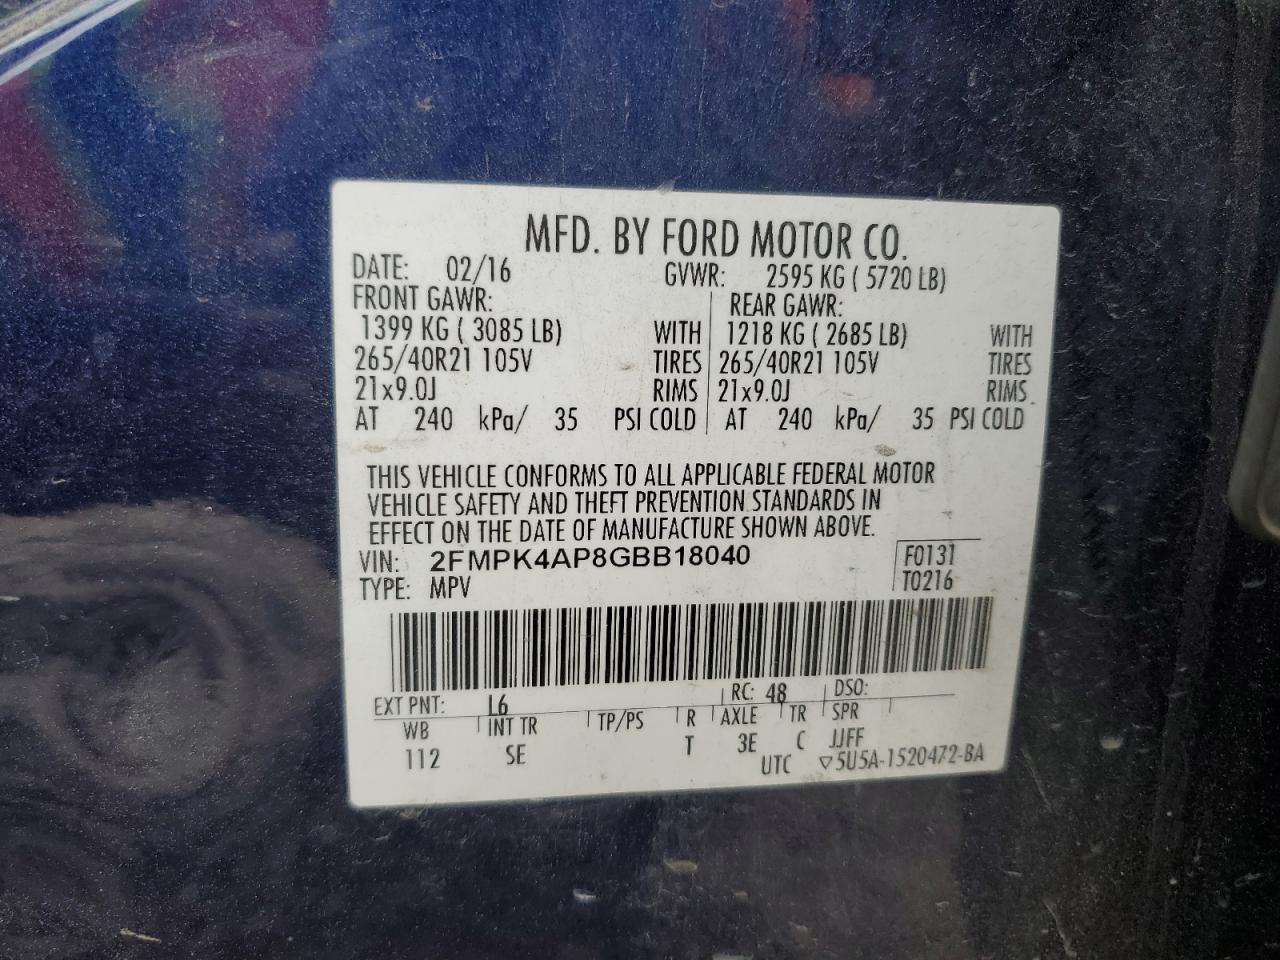 MFD. BY FORD MOTOR CO.
DATE: 02/16 GVWR: 2595 KG ( 5720 LB)
FRONT GAWR: REAR GAWR:
1399 KG ( 3085 LB) WITH 1218 KG ( 2685 LB) WITH
265/40R21 105V TIRES 265/40R21 105V TIRES
21x9.0J RIMS 21x9.0J RIMS
AT 240 kPa/ 35 PSI COLD AT 240 kPa/ 35 PSI COLD
THIS VEHICLE CONFORMS TO ALL APPLICABLE FEDERAL MOTOR
VEHICLE SAFETY AND THEFT PREVENTION STANDARDS IN
EFFECT ON THE DATE OF MANUFACTURE SHOWN ABOVE.
VIN: 2FMPK4AP8GBB18040 F0131
TYPE: MPV T0216
EXT PNT: L6 RC: 48 DSO:
WB INT TR TP/PS R AXLE TR SPR
112 SE T 3E C JJFF
UTC ▽5U5A-1520472-BA